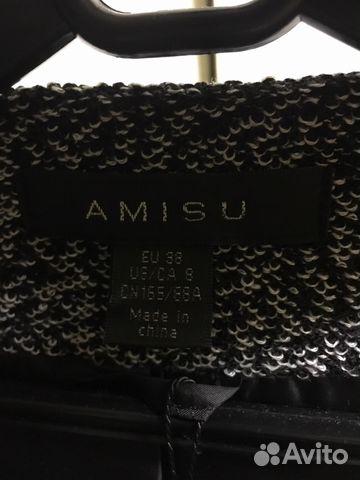 AMISU
EU 38
US/CA 8
CN165/88A
Made in
china
Avito